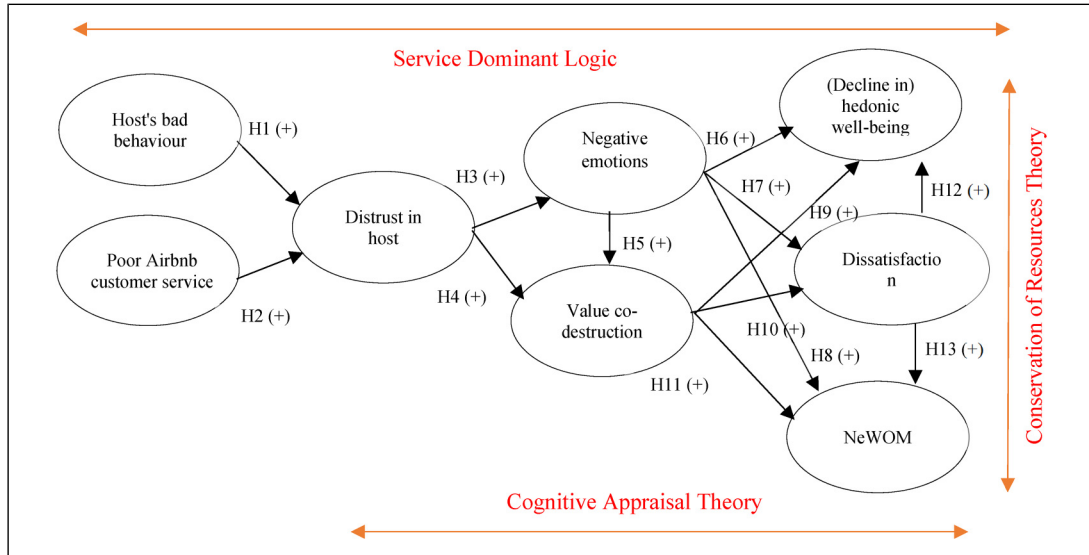 Service Dominant Logic
Host's bad
behaviour
H1 (+)
Poor Airbnb
customer service
H2 (+)
Distrust in
host
H3 (+)
H4 (+)
Negative
emotions
H5 (+)
Value co-
destruction
H6 (+)
H7 (+)
H9 (+)
H10 (+)
H8 (+)
H11 (+)
(Decline in)
hedonic
well-being
H12 (+)
Dissatisfactio
n
H13 (+)
NeWOM
Conservation of Resources Theory
Cognitive Appraisal Theory